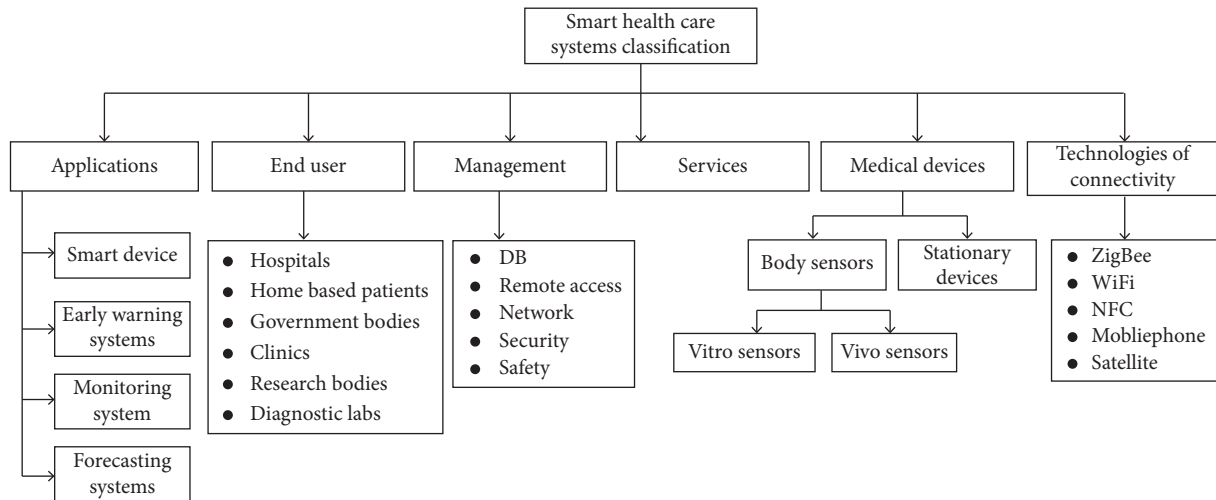 Smart health care
systems classification
Applications
End user
Management
Services
Medical devices
Technologies of
connectivity
Smart device
Early warning
systems
Monitoring
system
Forecasting
systems
● Hospitals
● Home based patients
● Government bodies
● Clinics
● Research bodies
● Diagnostic labs
● DB
● Remote access
● Network
● Security
● Safety
Body sensors
Stationary
devices
Vitro sensors
Vivo sensors
● ZigBee
● WiFi
● NFC
● Mobliephone
● Satellite